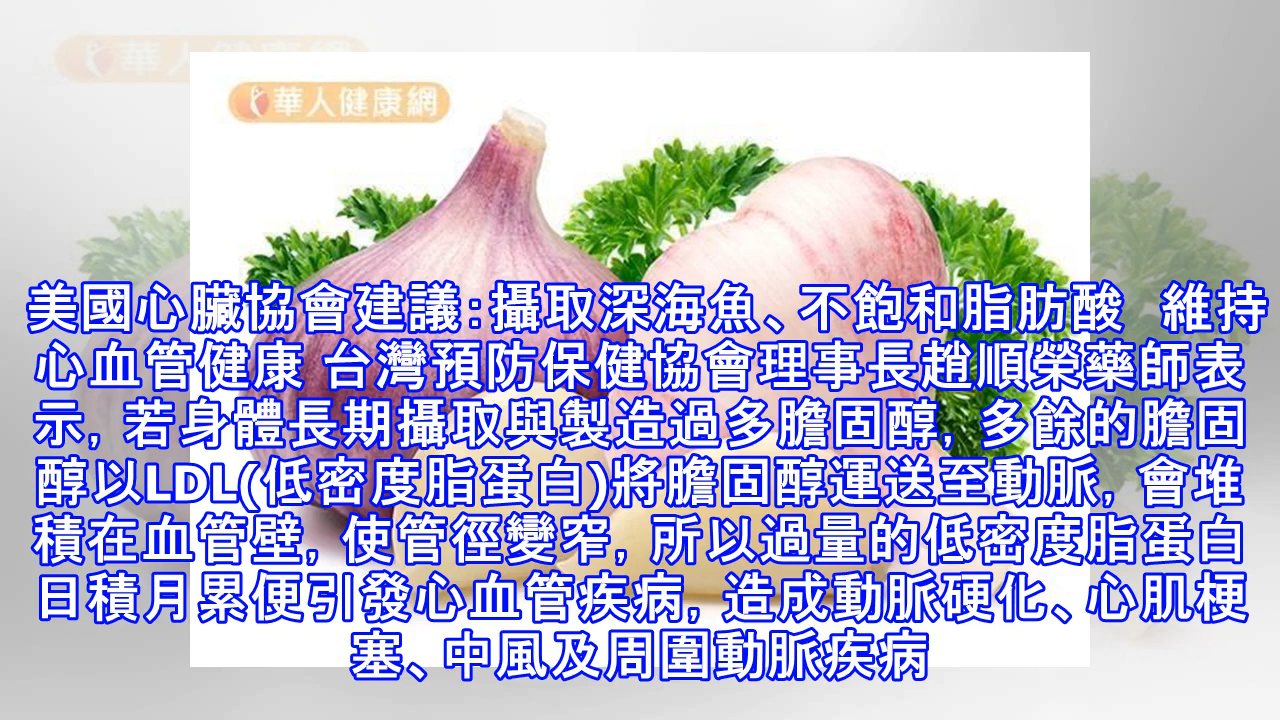 華人
華人健康網
美國心臟協會建議：攝取深海魚、不飽和脂肪酸 維持
心血管健康 台灣預防保健協會理事長趙順榮藥師表
示，若身體長期攝取與製造過多膽固醇，多餘的膽固
醇以LDL(低密度脂蛋白)將膽固醇運送至動脈，會堆
積在血管壁，使管徑變窄，所以過量的低密度脂蛋白
日積月累便引發心血管疾病，造成動脈硬化、心肌梗
塞、中風及周圍動脈疾病